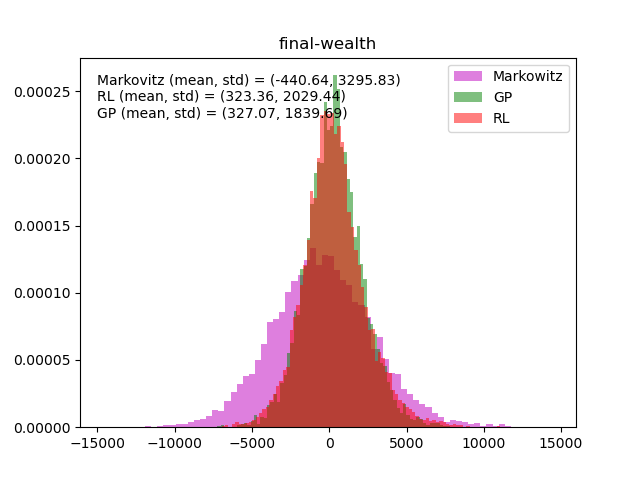 final-wealth
Markovitz (mean, std) = (-440.64, 3295.83)
RL (mean, std) = (323.36, 2029.44)
GP (mean, std) = (327.07, 1839.69)
Markowitz
GP
RL
0.00025
0.00020
0.00015
0.00010
0.00005
0.00000
−15000 −10000 −5000 0 5000 10000 15000